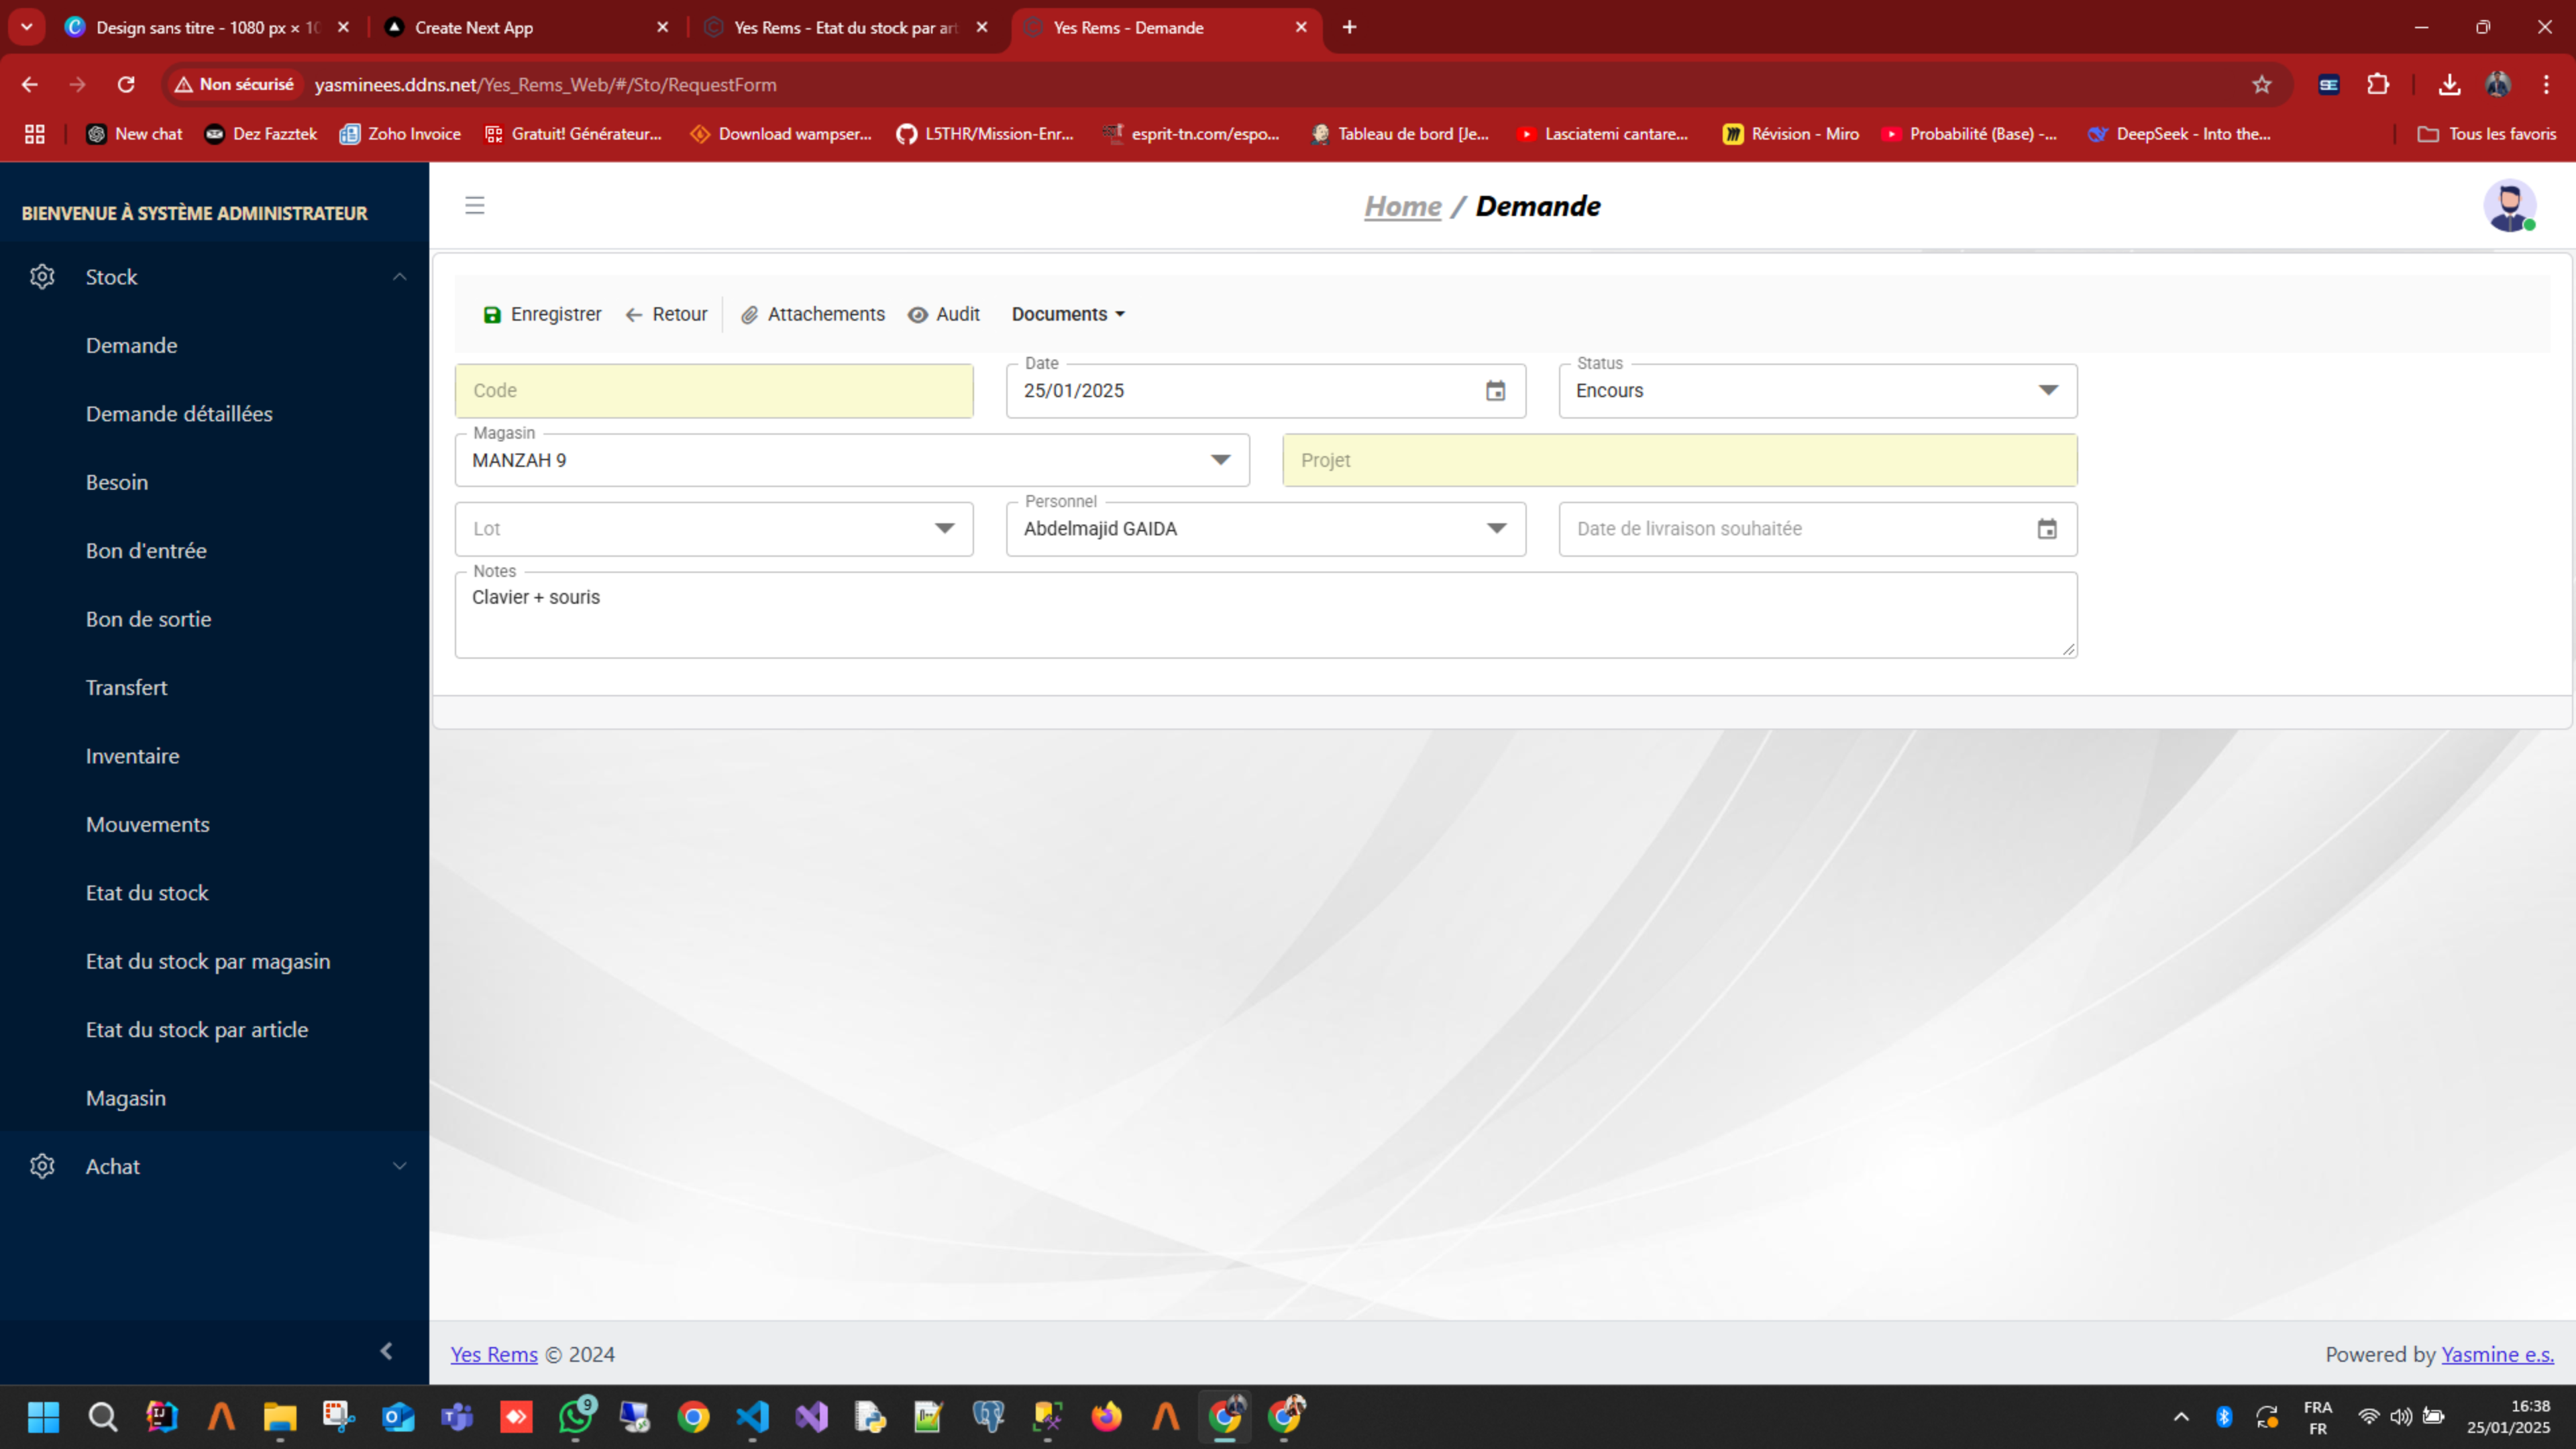 Design sans titre - 1080 px × 10
Create Next App
Yes Rems - Etat du stock par art
Yes Rems - Demande
Non sécurisé
yasminees.ddns.net/Yes_Rems_Web/#/Sto/RequestForm
New chat
Dez Fazztek
Zoho Invoice
Gratuit! Générateur...
Download wampser...
L5THR/Mission-Enr...
esprit-tn.com/espo...
Tableau de bord [Je...
Lasciatemi cantare...
Révision - Miro
Probabilité (Base) -...
DeepSeek - Into the...
Tous les favoris
BIENVENUE À SYSTÈME ADMINISTRATEUR
Home / Demande
Stock
Demande
Demande détaillées
Besoin
Bon d'entrée
Bon de sortie
Transfert
Inventaire
Mouvements
Etat du stock
Etat du stock par magasin
Etat du stock par article
Magasin
Achat
Enregistrer
Retour
Attachements
Audit
Documents
Code
Date
25/01/2025
Status
Encours
Magasin
MANZAH 9
Projet
Lot
Personnel
Abdelmajid GAIDA
Date de livraison souhaitée
Notes
Clavier + souris
Yes Rems © 2024
Powered by Yasmine e.s.
9
FRA
FR
16:38
25/01/2025